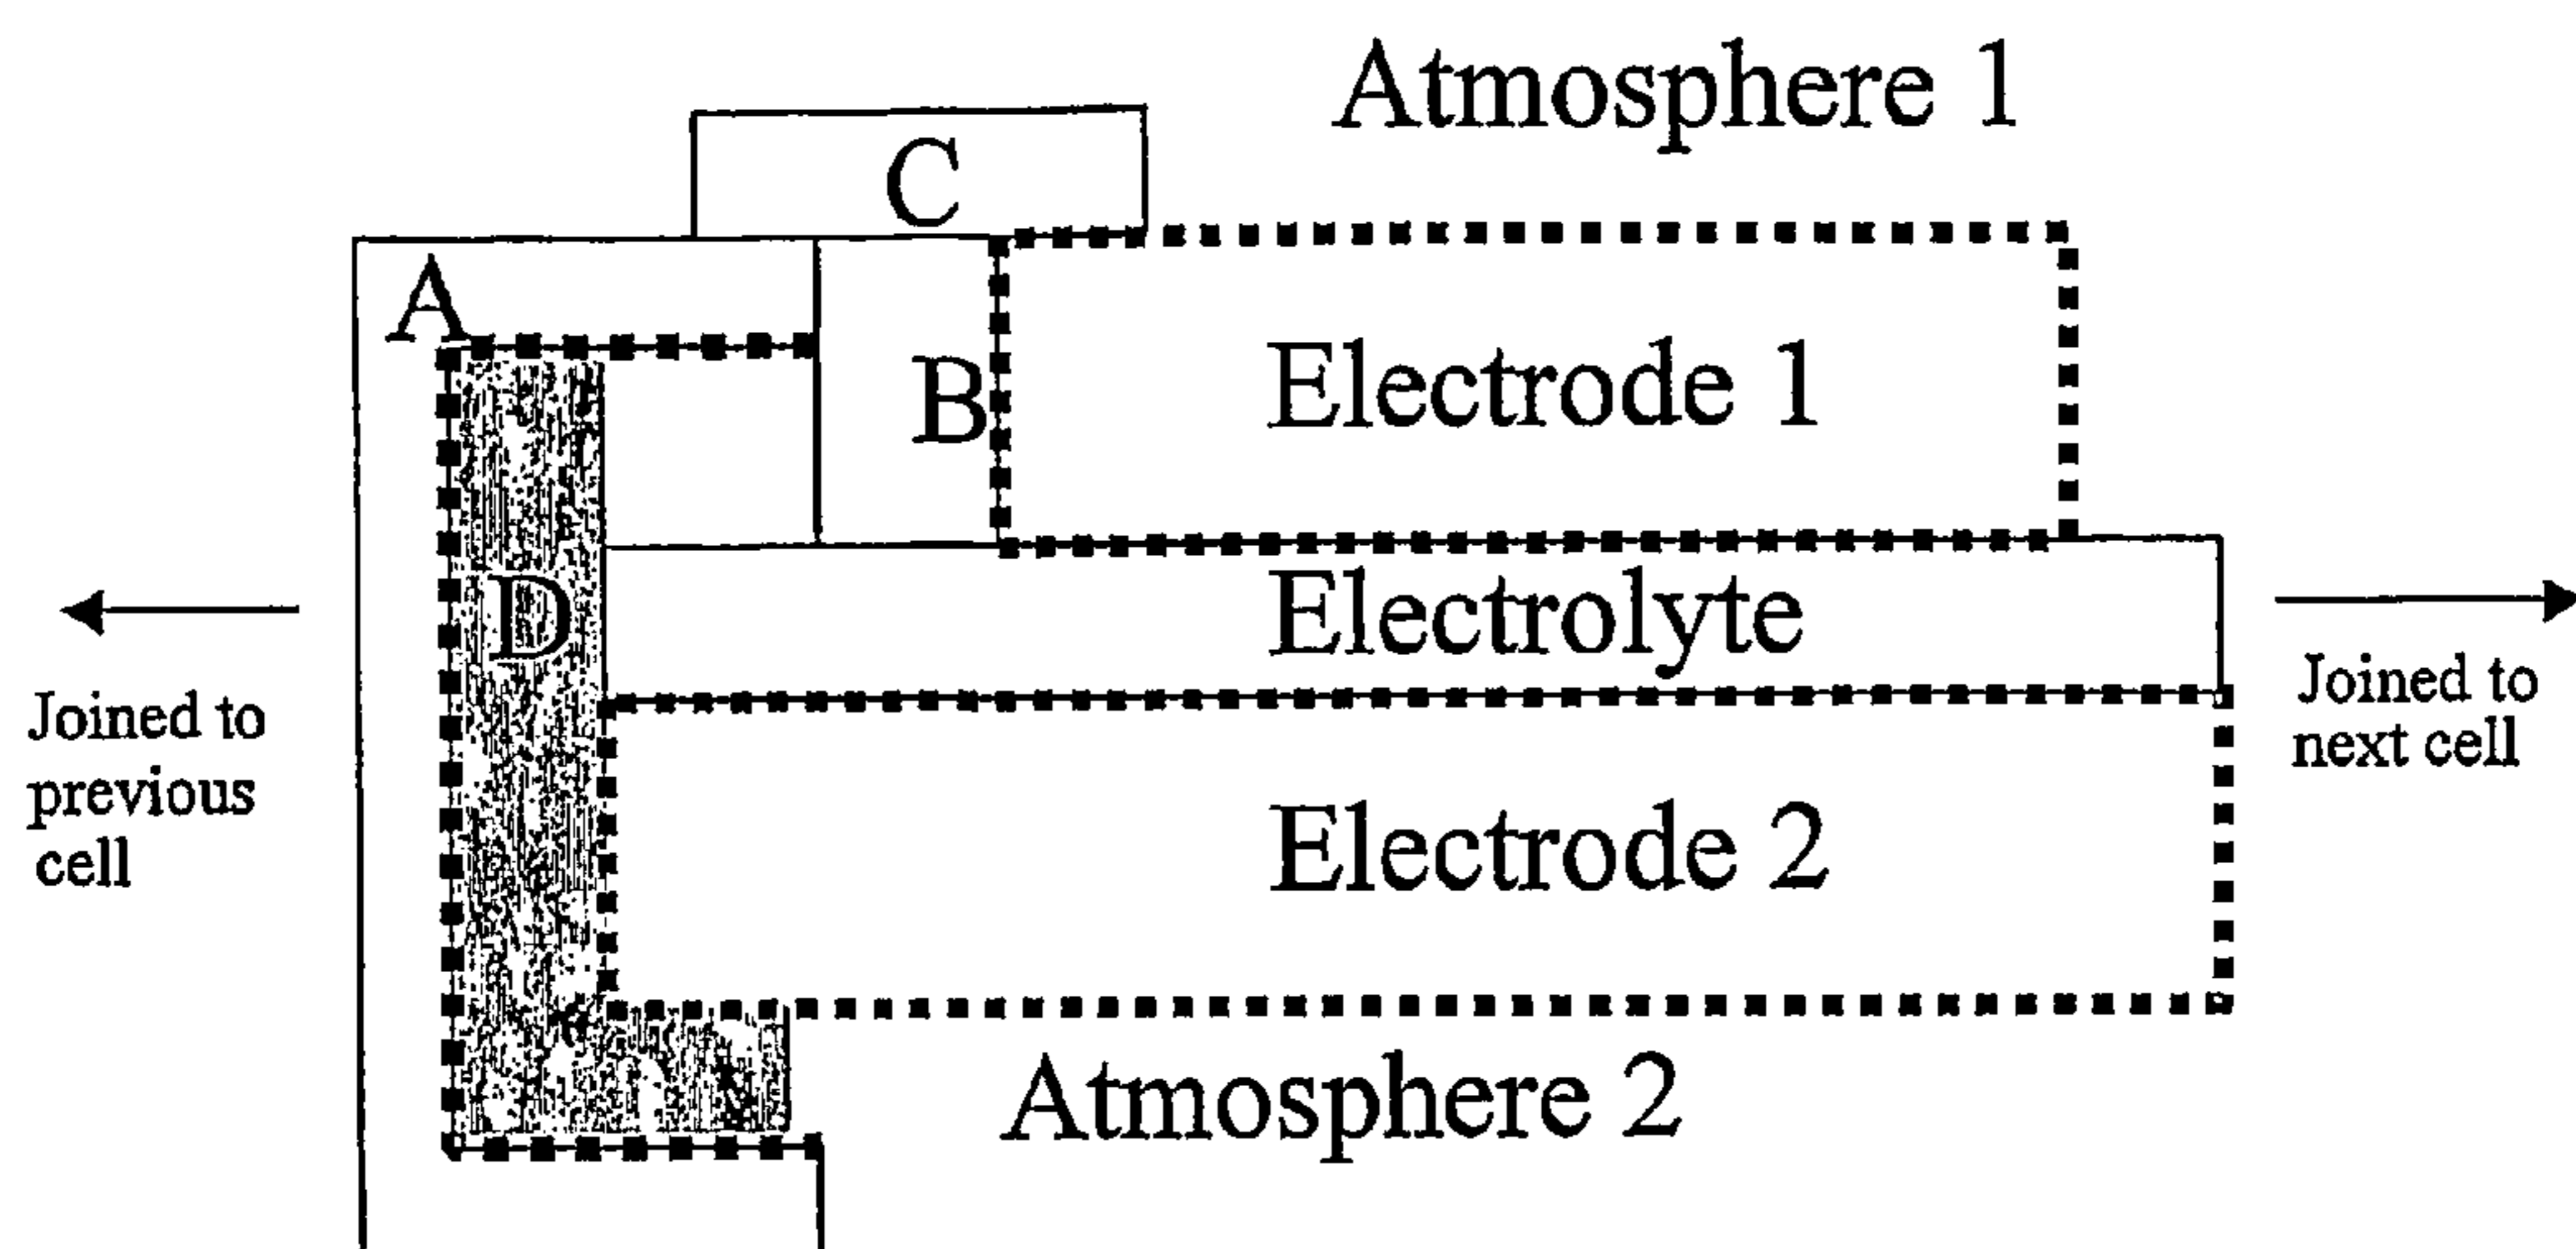 Atmosphere 1
C
A
B
Electrode 1
D
Electrolyte
Joined to
previous
cell
Joined to
next cell
Electrode 2
Atmosphere 2